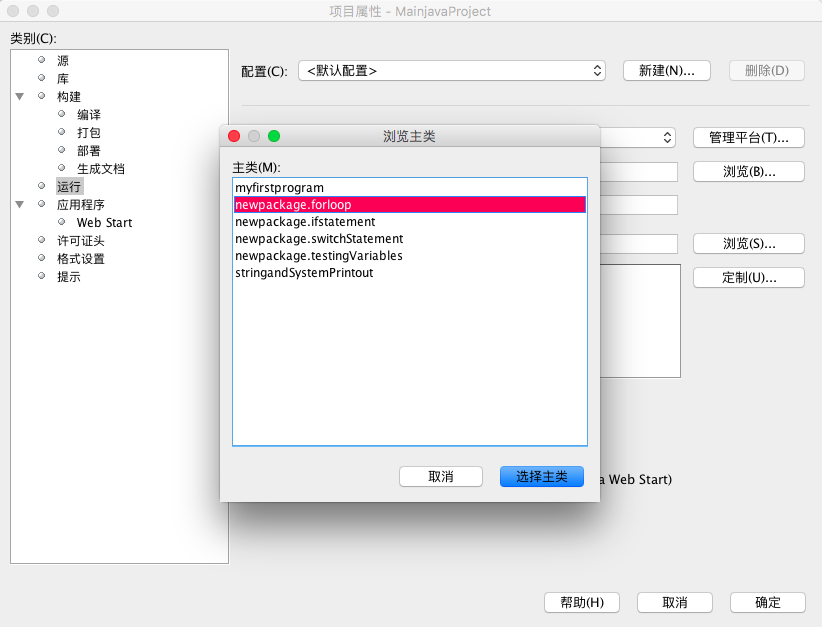 项目属性 - MainjavaProject
类别(C):
源
库
构建
编译
打包
部署
生成文档
运行
应用程序
Web Start
许可证头
格式设置
提示
配置(C):
<默认配置>
新建(N)...
删除(D)
管理平台(T)...
浏览(B)...
浏览(S)...
定制(U)...
浏览主类
主类(M):
myfirstprogram
newpackage.forloop
newpackage.ifstatement
newpackage.switchStatement
newpackage.testingVariables
stringandSystemPrintout
取消
选择主类
a Web Start)
帮助(H)
取消
确定